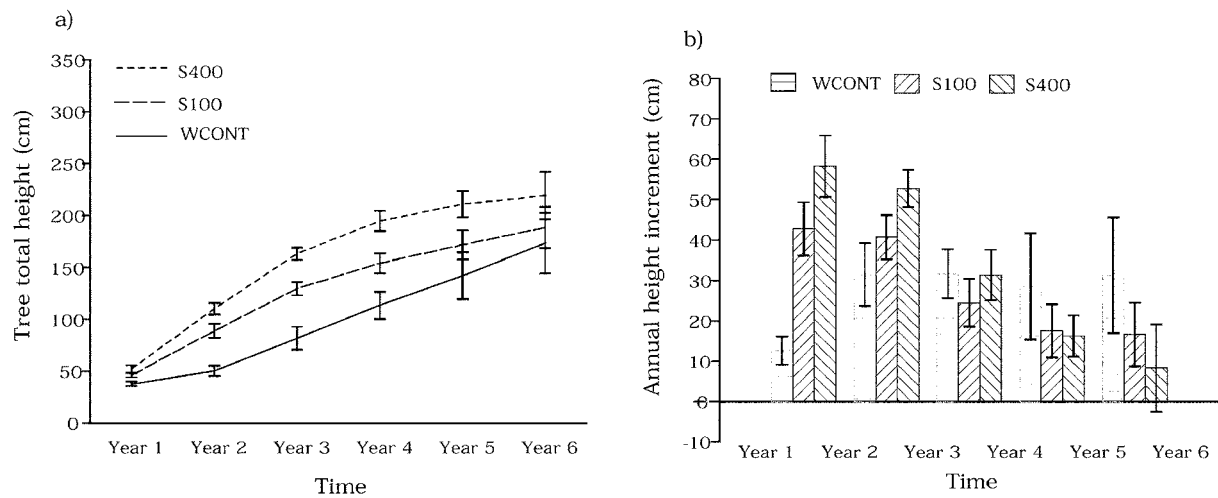 a)
350
300
250
200
150
100
50
0
Tree total height (cm)
S400
S100
WCONT
Year 1 Year 2 Year 3 Year 4 Year 5 Year 6
Time
b)
WCONT S100 S400
80
70
60
50
40
30
20
10
0
-10
Annual height increment (cm)
Year 1 Year 2 Year 3 Year 4 Year 5 Year 6
Time